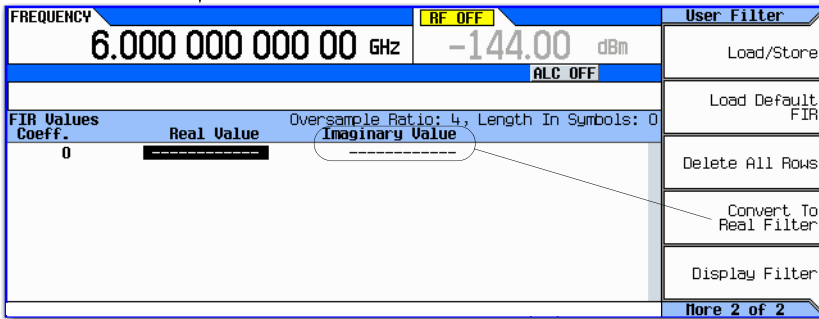 FREQUENCY
RF OFF
User Filter
6.000 000 000 00 GHz
-144.00 dBm
Load/Store
ALC OFF
Load Default
FIR
FIR Values
Oversample Ratio: 4, Length In Symbols: 0
Coeff.
Real Value
Imaginary Value
0
------------
------------
Delete All Rows
Convert To
Real Filter
Display Filter
More 2 of 2